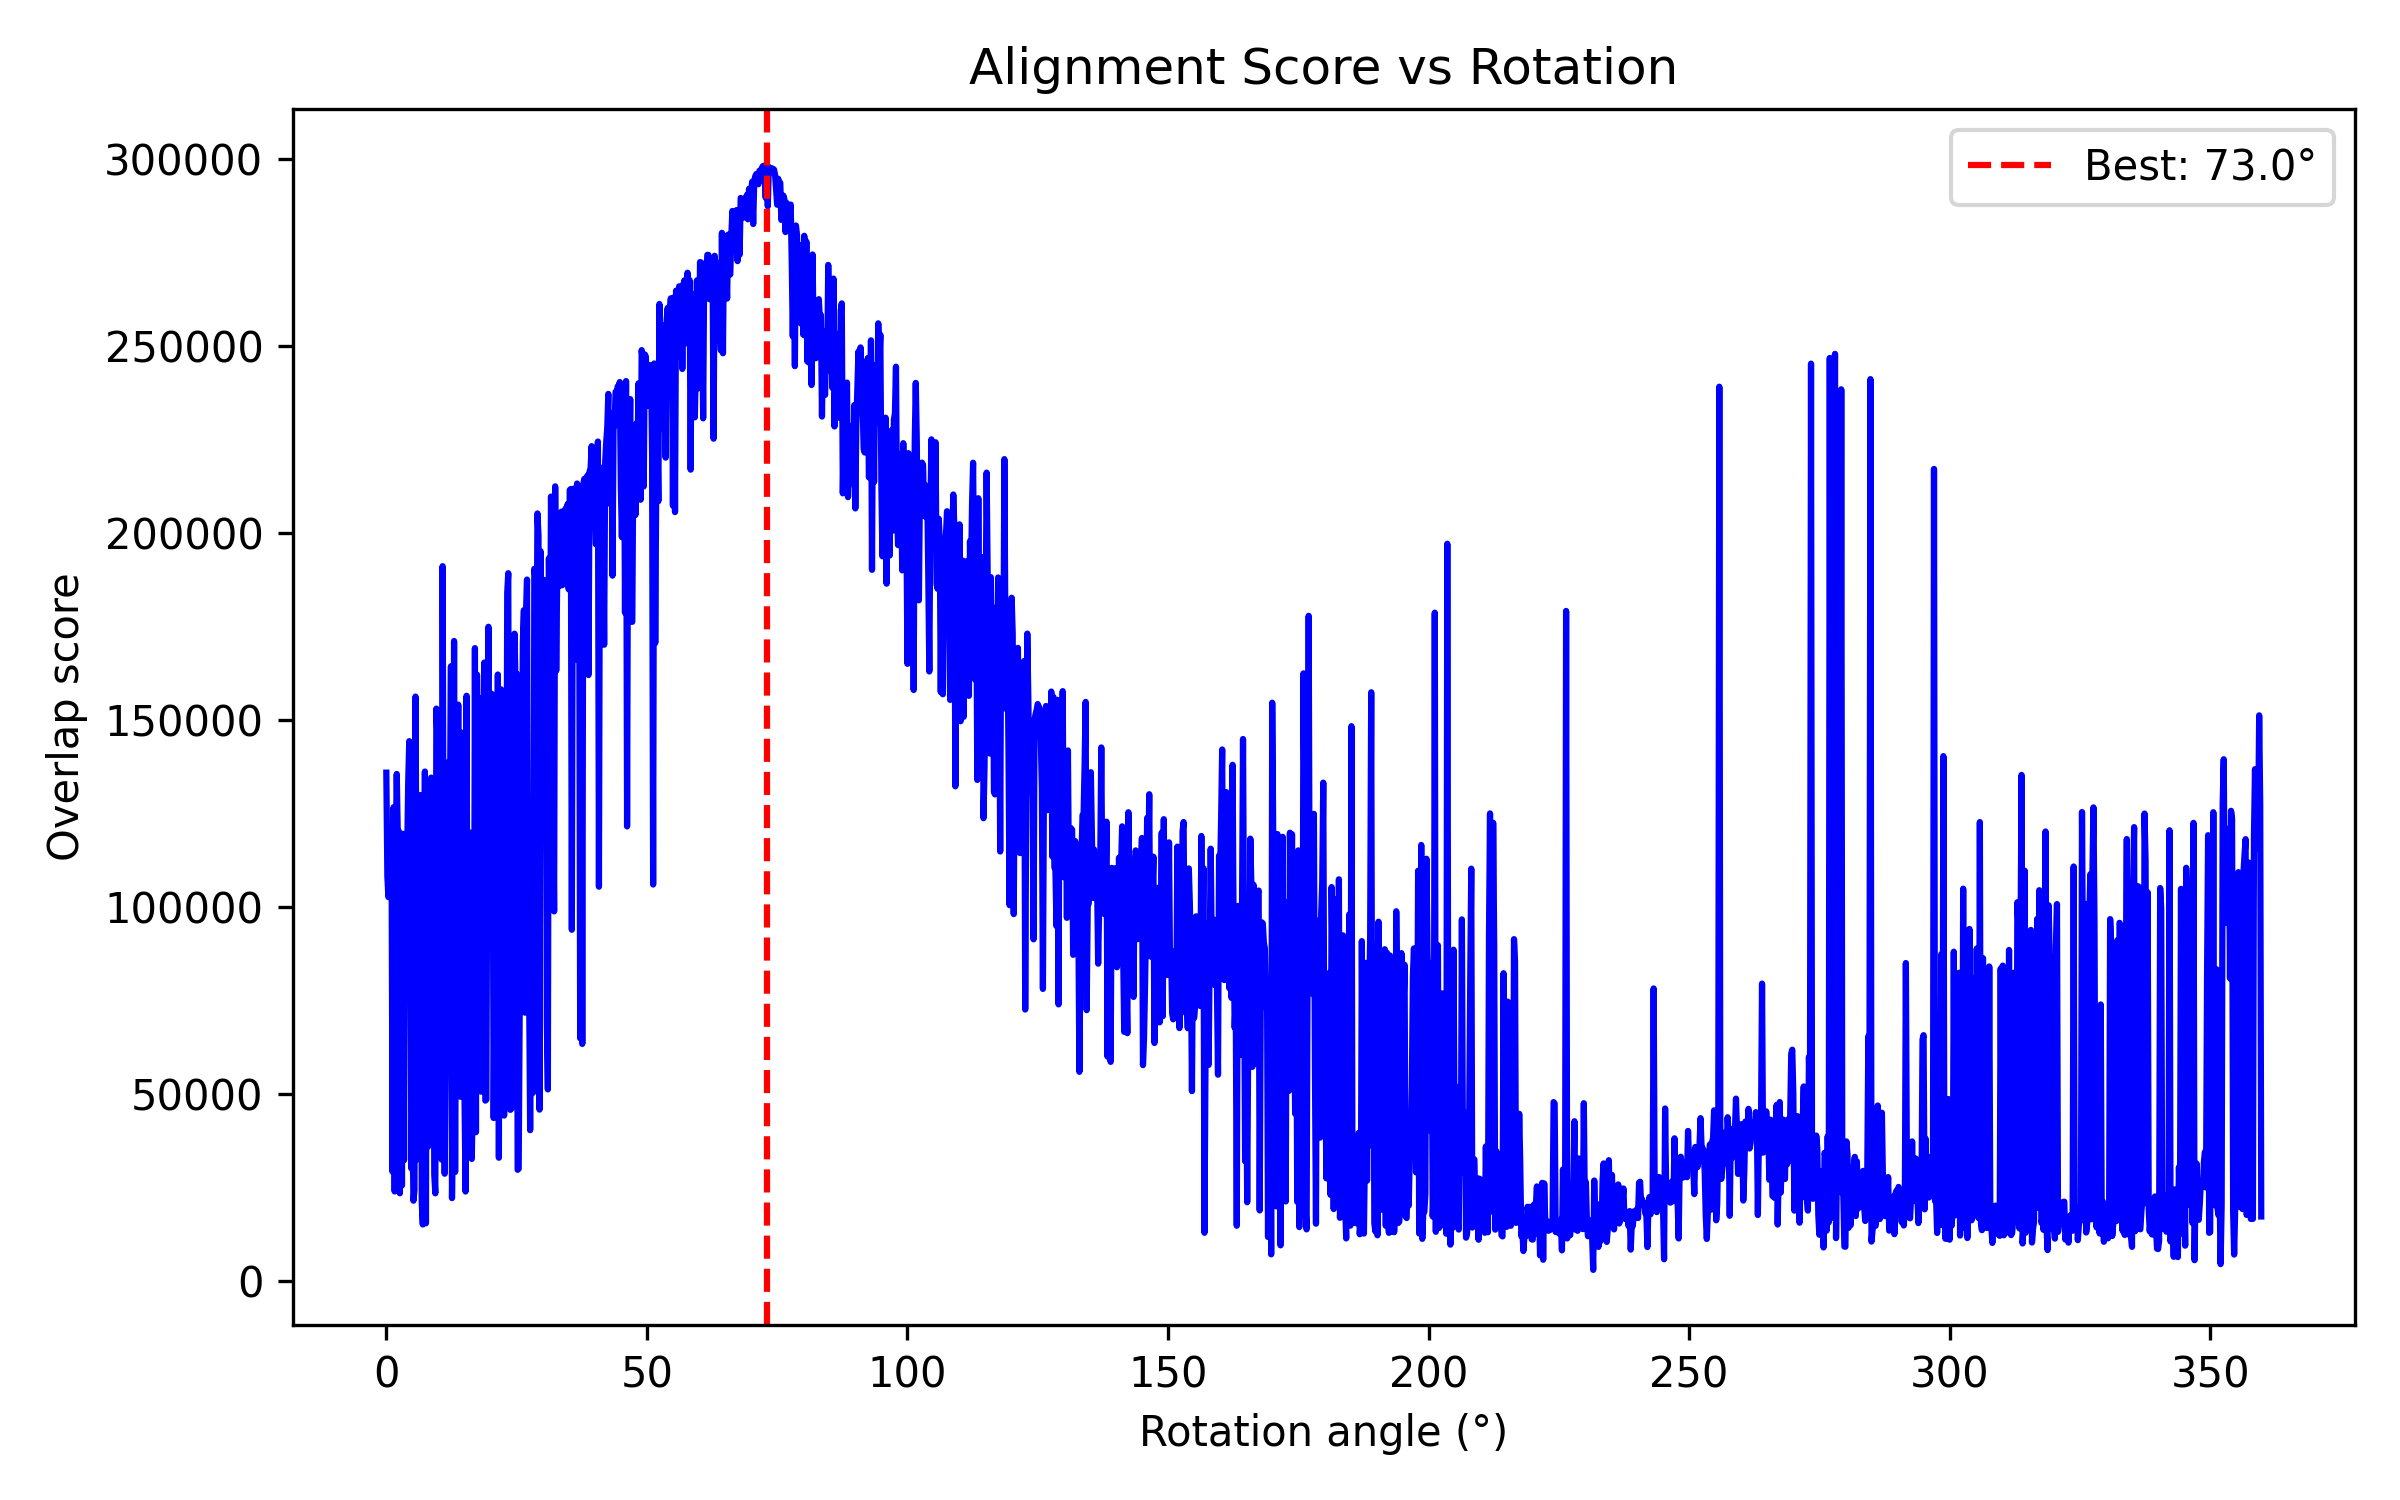 Alignment Score vs Rotation
Best: 73.0°
300000
250000
200000
150000
100000
50000
0
Overlap score
0 50 100 150 200 250 300 350
Rotation angle (°)